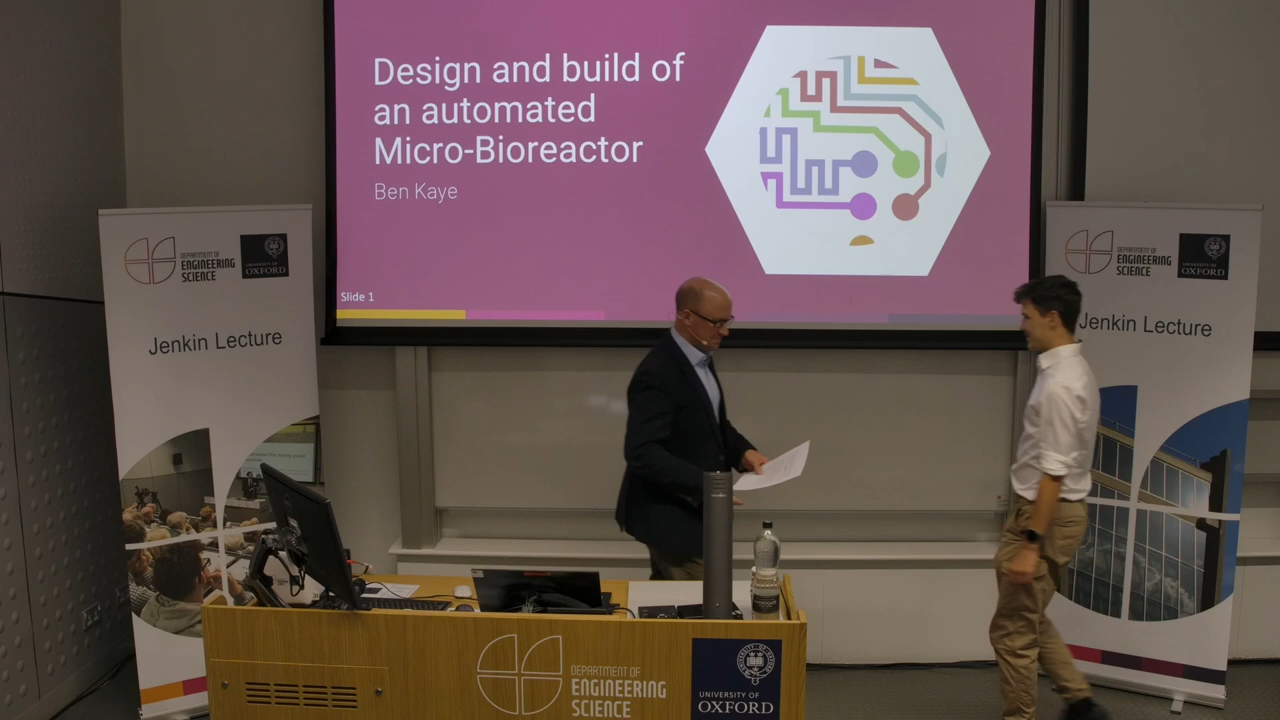 Design and build of
an automated
Micro-Bioreactor
Ben Kaye
Slide 1
DEPARTMENT OF
ENGINEERING
SCIENCE
UNIVERSITY OF
OXFORD
Jenkin Lecture
DEPARTMENT OF
ENGINEERING
SCIENCE
UNIVERSITY OF
OXFORD
Jenkin Lecture
DEPARTMENT OF
ENGINEERING
SCIENCE
UNIVERSITY OF
OXFORD